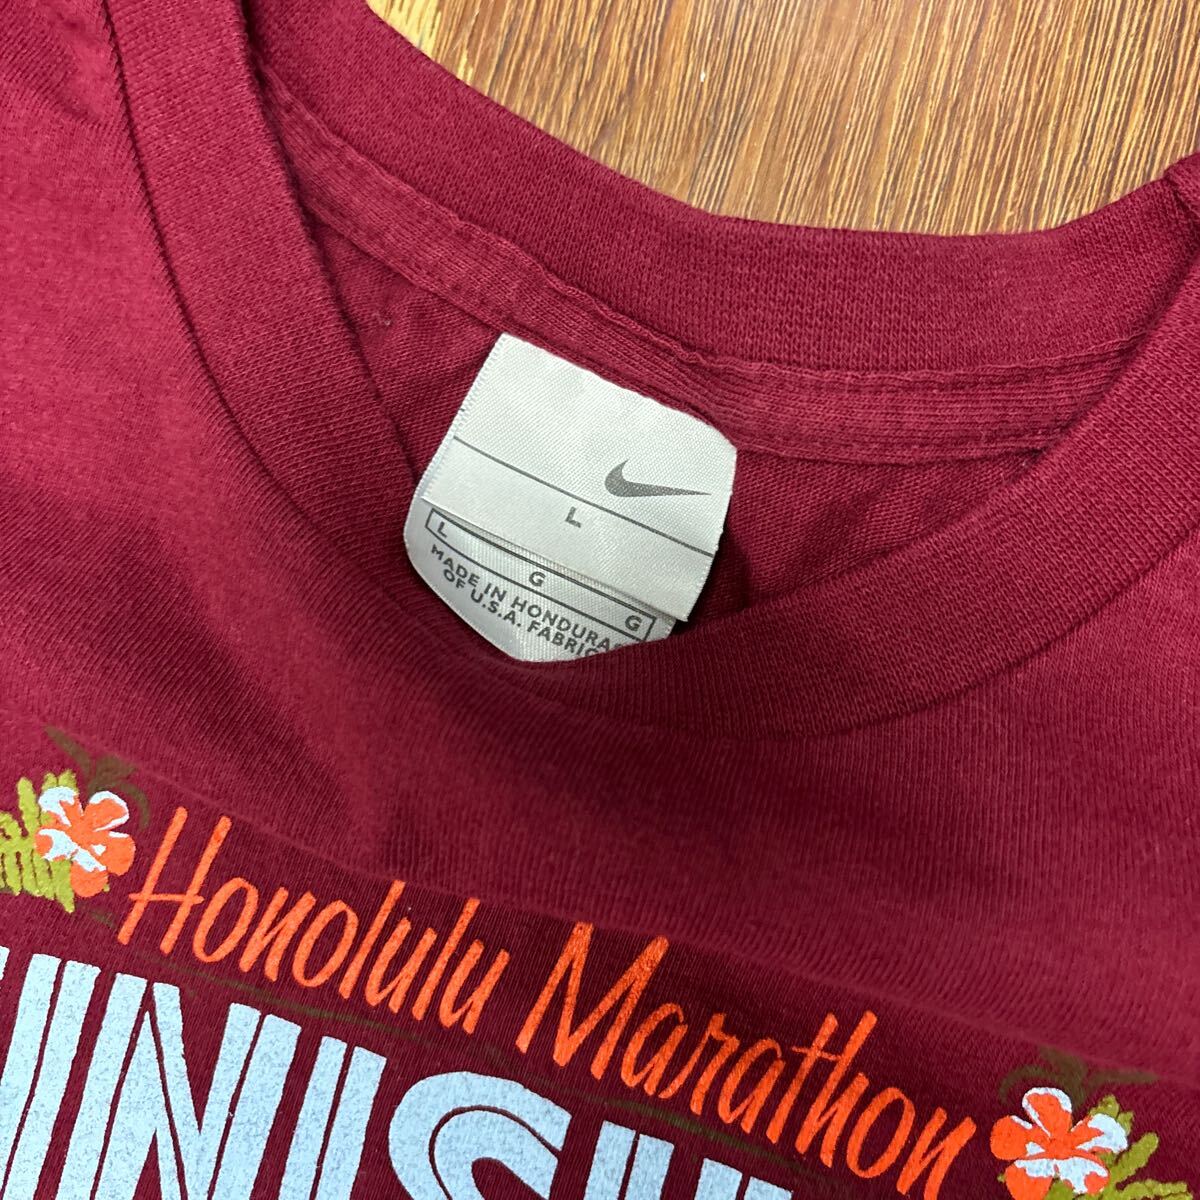 L
L G G
MADE IN HONDURAS
OF U.S.A. FABRIC
Honolulu Marathon